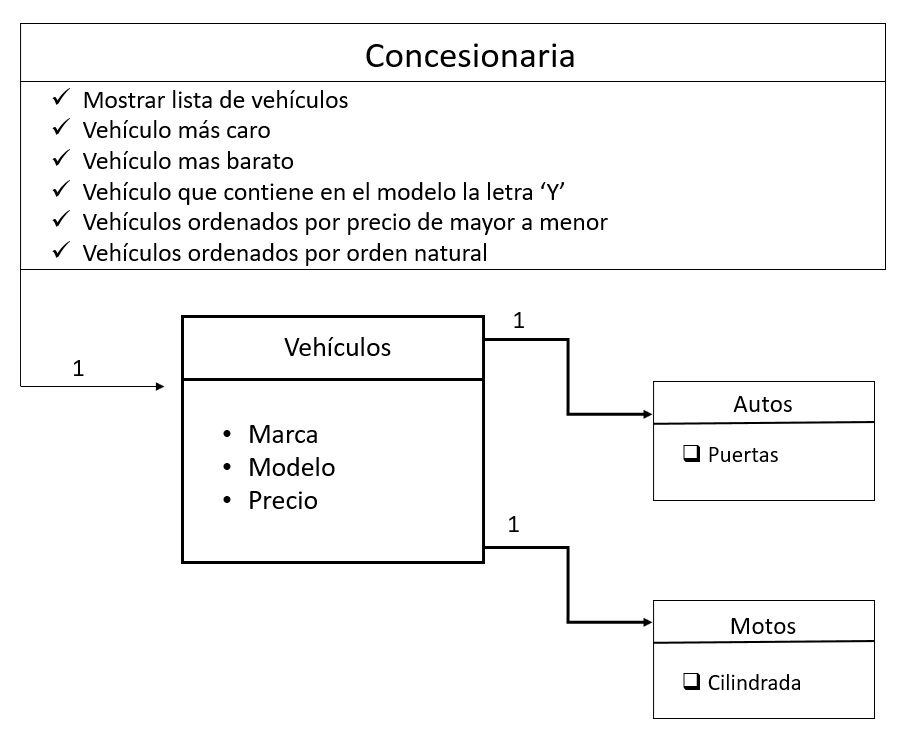 Concesionaria
✓ Mostrar lista de vehículos
✓ Vehículo más caro
✓ Vehículo mas barato
✓ Vehículo que contiene en el modelo la letra ‘Y’
✓ Vehículos ordenados por precio de mayor a menor
✓ Vehículos ordenados por orden natural
1
Vehículos
• Marca
• Modelo
• Precio
1
Autos
❑ Puertas
1
Motos
❑ Cilindrada